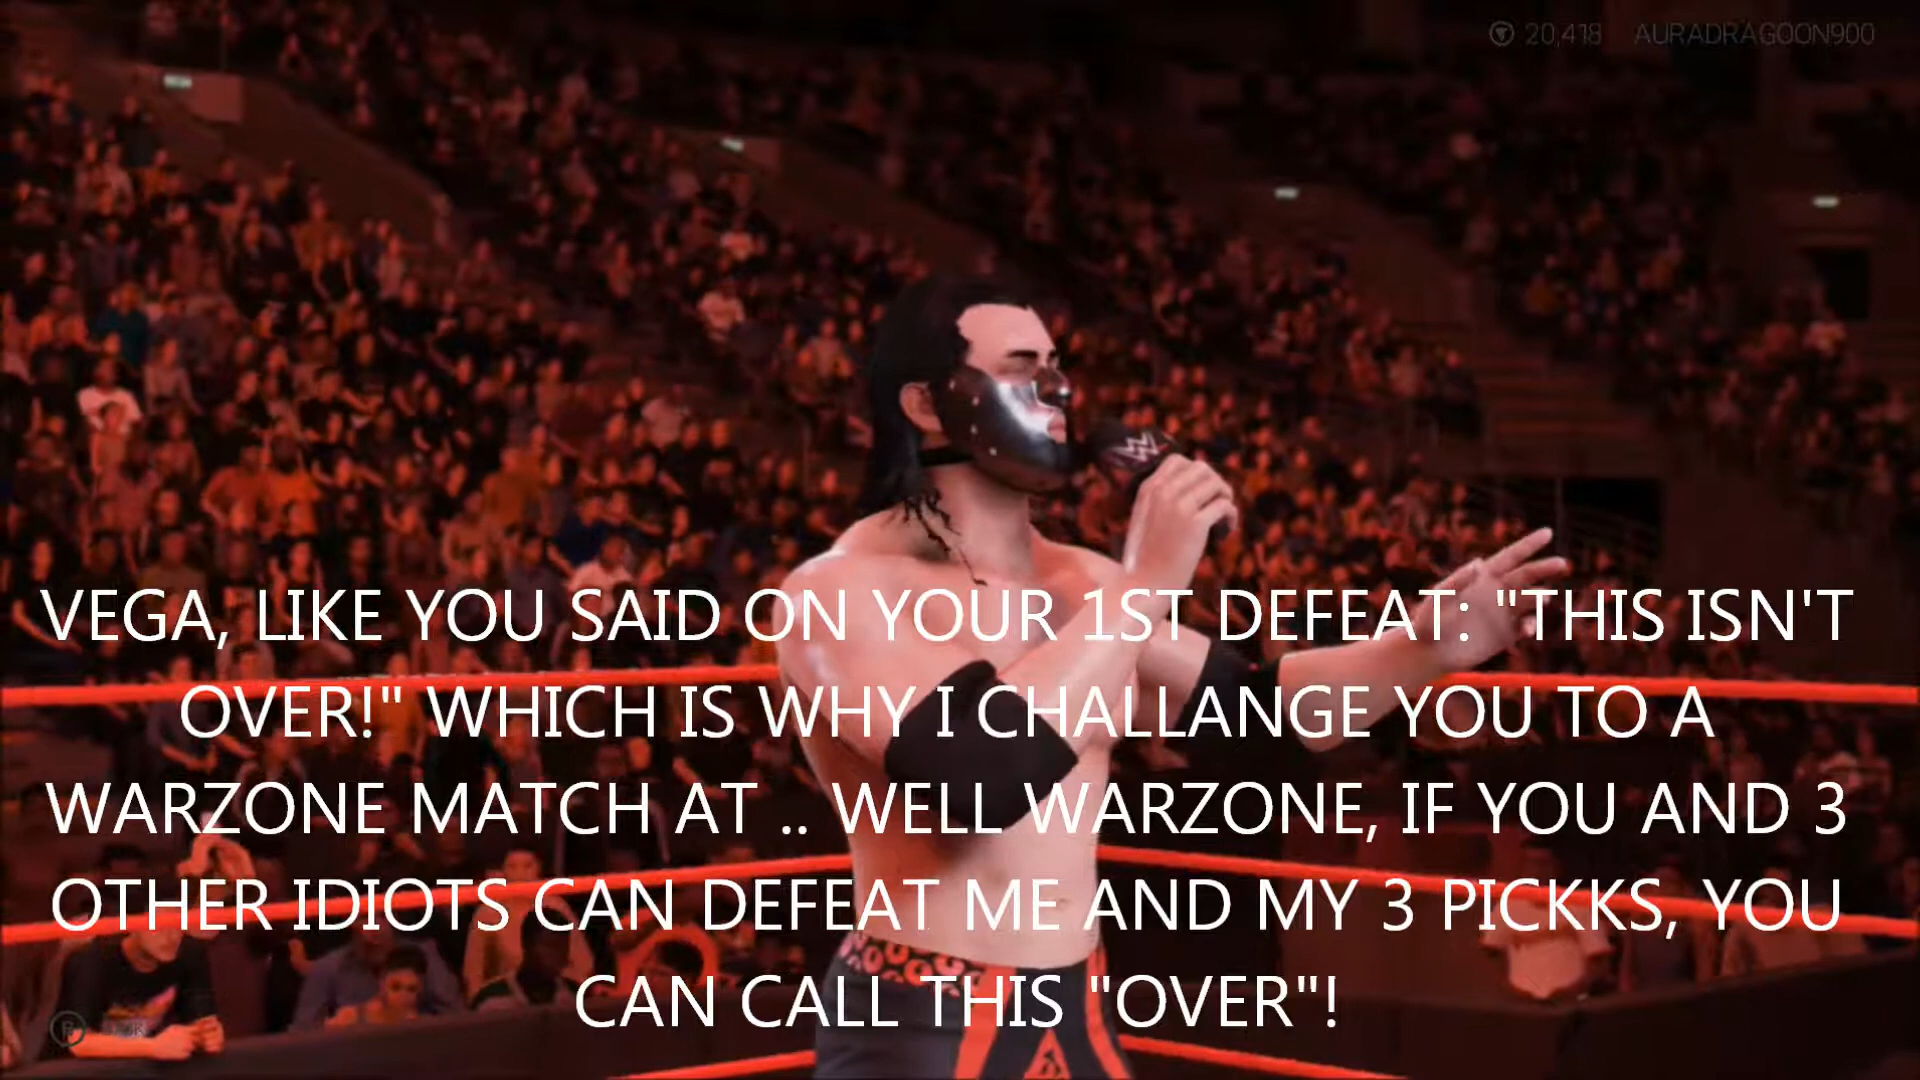 20,418 AURADRAGOON900
VEGA, LIKE YOU SAID ON YOUR 1ST DEFEAT: "THIS ISN'T
OVER!" WHICH IS WHY I CHALLANGE YOU TO A
WARZONE MATCH AT .. WELL WARZONE, IF YOU AND 3
OTHER IDIOTS CAN DEFEAT ME AND MY 3 PICKKS, YOU
CAN CALL THIS "OVER"!